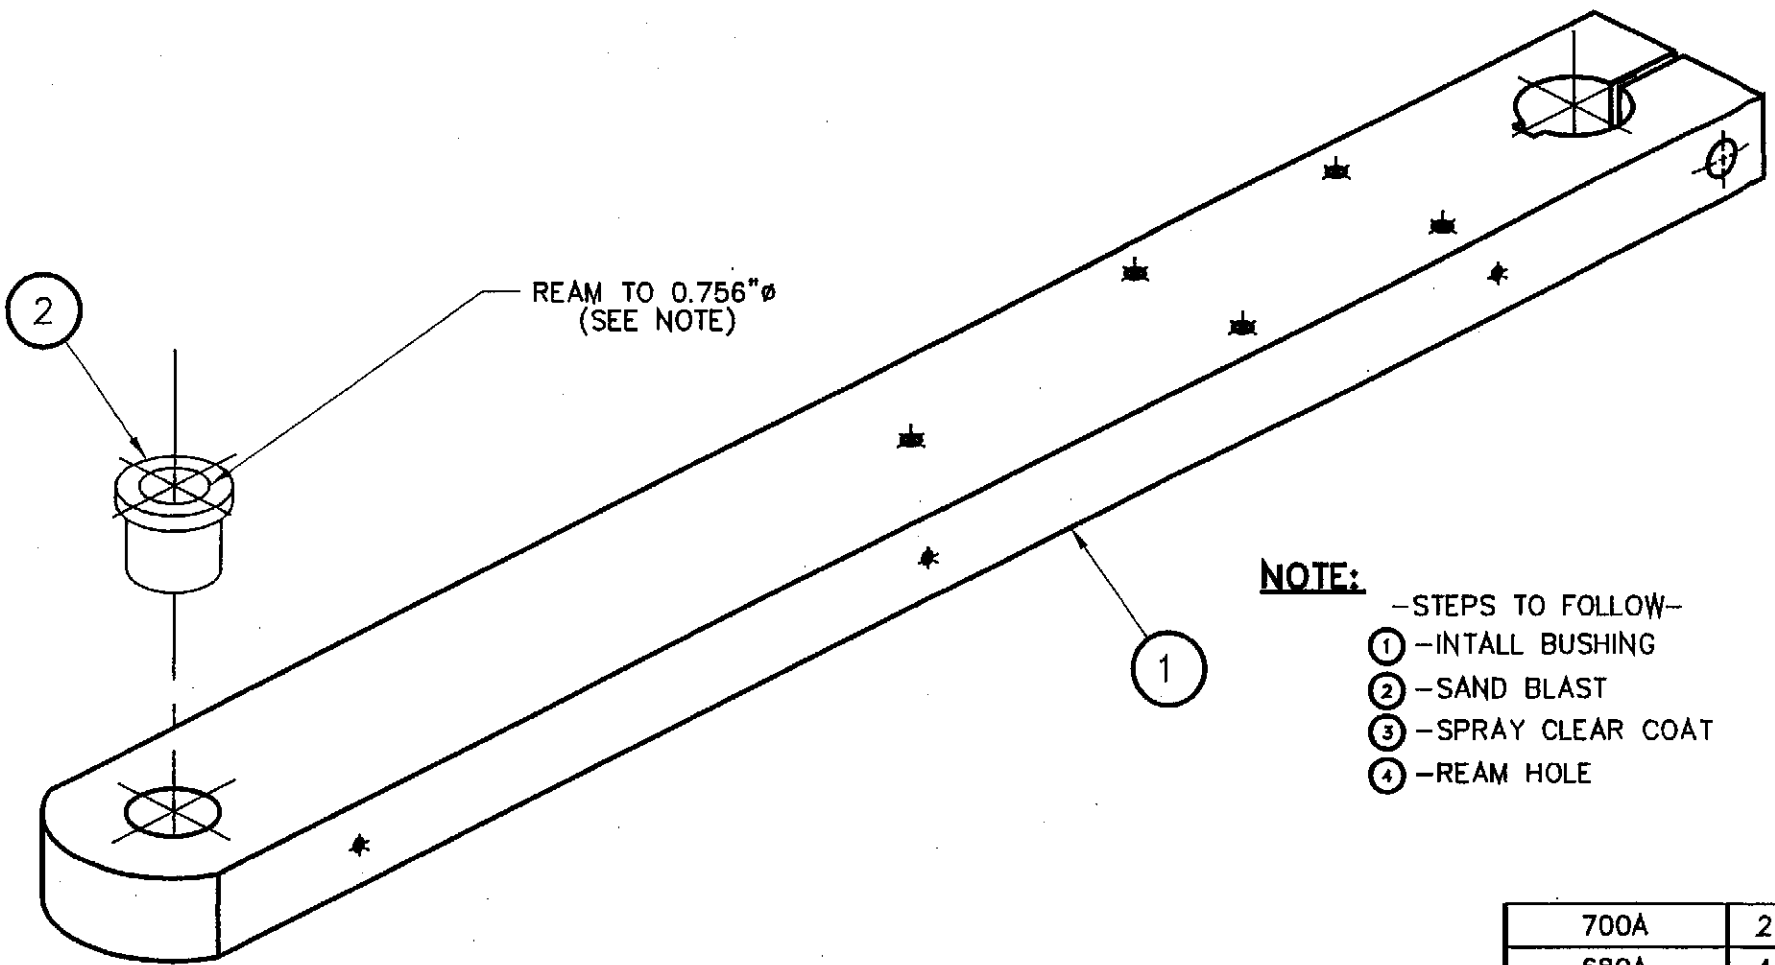 2
REAM TO 0.756"ø
(SEE NOTE)
1
NOTE:
-STEPS TO FOLLOW-
1 -INTALL BUSHING
2 -SAND BLAST
3 -SPRAY CLEAR COAT
4 -REAM HOLE
700A 2